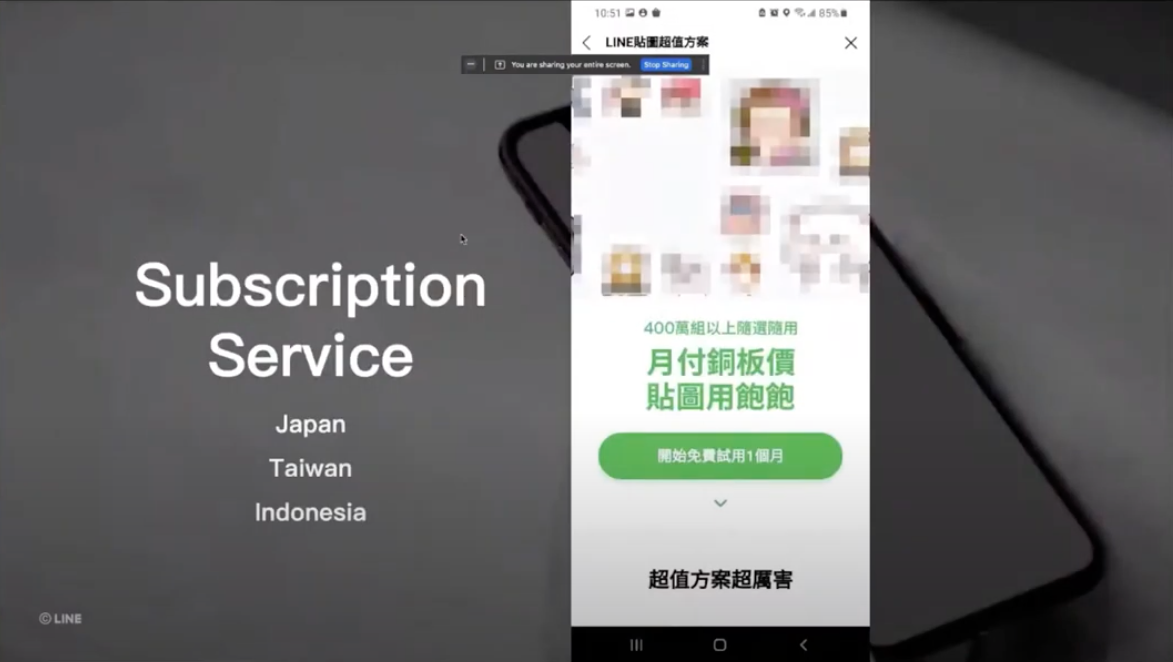 Subscription
Service
Japan
Taiwan
Indonesia
© LINE
10:51
85%
LINE貼圖超值方案
You are sharing your entire screen.
Stop Sharing
400萬組以上隨選隨用
月付銅板價
貼圖用飽飽
開始免費試用1個月
超值方案超厲害